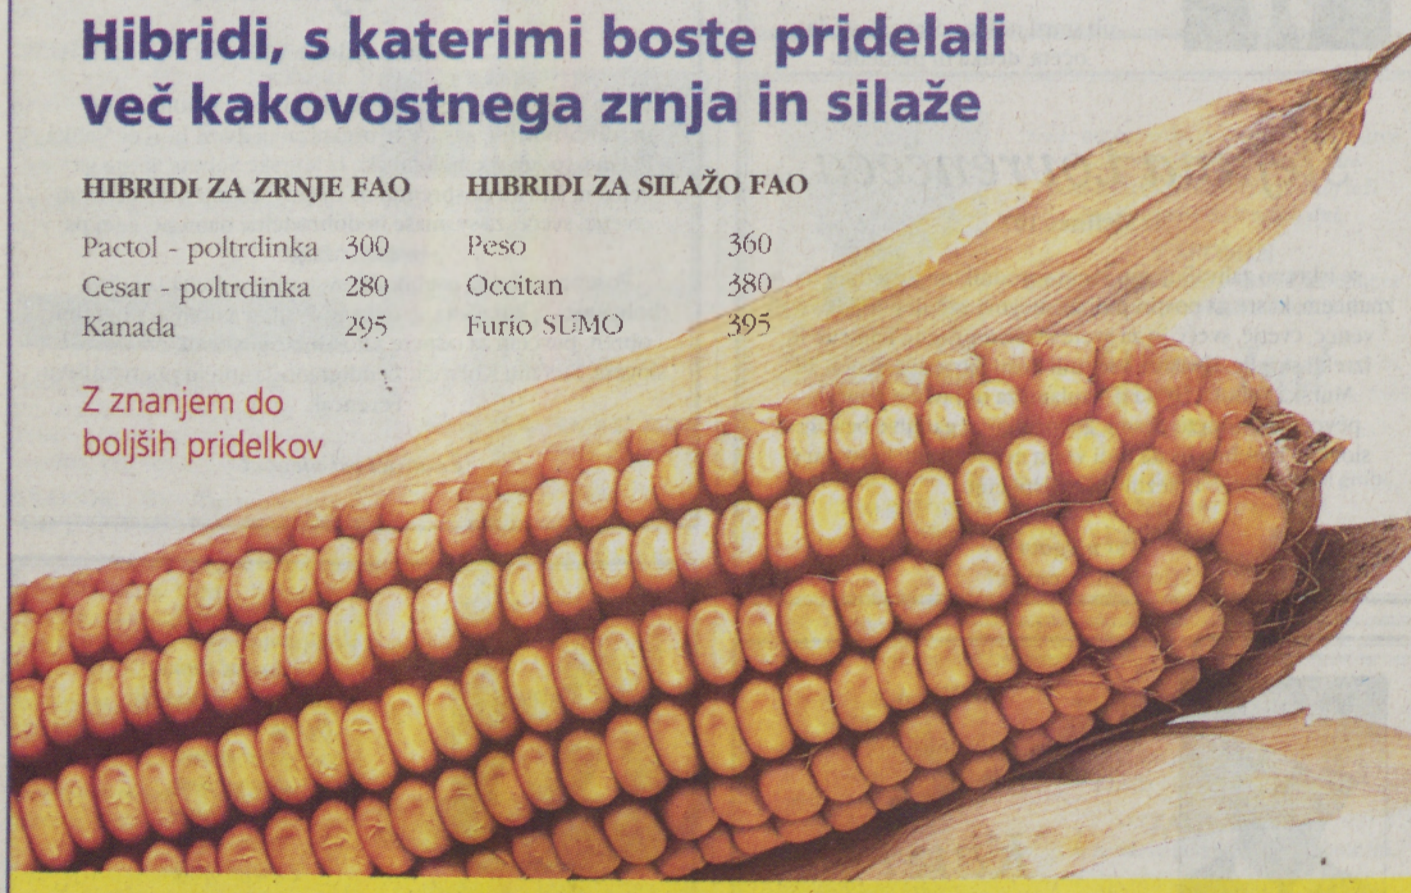 Hibridi, s katerimi boste pridelali
več kakovostnega zrnja in silaže
HIBRIDI ZA ZRNJE FAO
Pactol - poltrdinka 300
Cesar - poltrdinka 280
Kanada 295
HIBRIDI ZA SILAŽO FAO
Peso 360
Occitan 380
Furio SUMO 395
Z znanjem do
boljših pridelkov